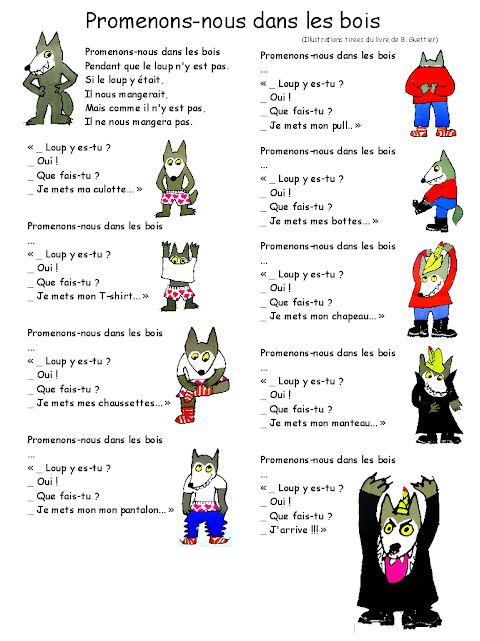 Promenons-nous dans les bois
(Illustrations tirées du livre de B. Guettier)
Promenons-nous dans les bois
Pendant que le loup n'y est pas.
Si le loup y était,
Il nous mangerait,
Mais comme il n'y est pas,
Il ne nous mangera pas.
« _ Loup y es-tu ?
_ Oui !
_ Que fais-tu ?
_ Je mets ma culotte... »
Promenons-nous dans les bois
...
« _ Loup y es-tu ?
_ Oui !
_ Que fais-tu ?
_ Je mets mon T-shirt... »
Promenons-nous dans les bois
...
« _ Loup y es-tu ?
_ Oui !
_ Que fais-tu ?
_ Je mets mes chaussettes... »
Promenons-nous dans les bois
...
« _ Loup y es-tu ?
_ Oui !
_ Que fais-tu ?
_ Je mets mon mon pantalon... »
Promenons-nous dans les bois
...
« _ Loup y es-tu ?
_ Oui !
_ Que fais-tu ?
_ Je mets mon pull.. »
Promenons-nous dans les bois
...
« _ Loup y es-tu ?
_ Oui !
_ Que fais-tu ?
_ Je mets mes bottes... »
Promenons-nous dans les bois
...
« _ Loup y es-tu ?
_ Oui !
_ Que fais-tu ?
_ Je mets mon chapeau... »
Promenons-nous dans les bois
...
« _ Loup y es-tu ?
_ Oui !
_ Que fais-tu ?
_ Je mets mon manteau... »
Promenons-nous dans les bois
...
« _ Loup y es-tu ?
_ Oui !
_ Que fais-tu ?
_ J'arrive !!! »